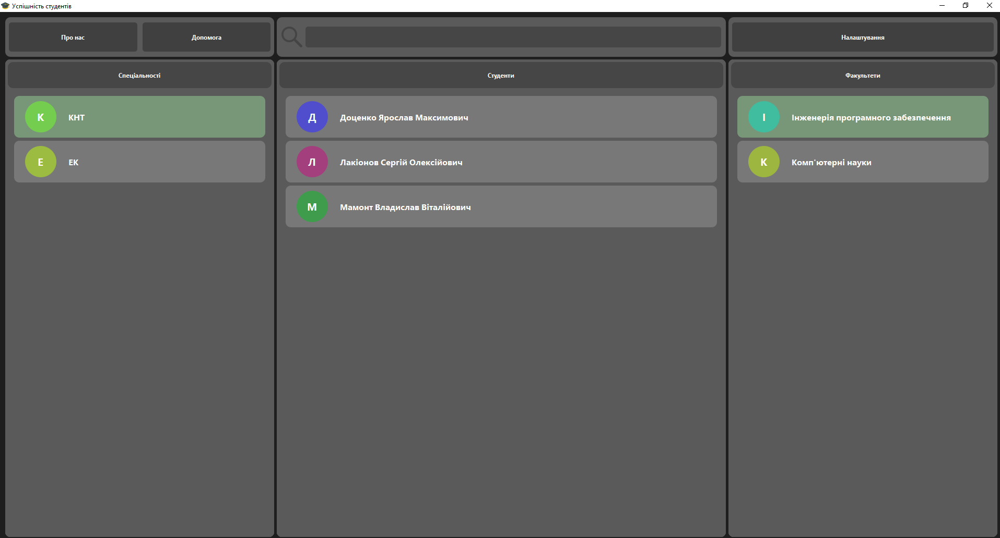 Успішність студентів
Про нас
Допомога
Налаштування
Спеціальності
К
КНТ
Е
ЕК
Студенти
Д
Доценко Ярослав Максимович
Л
Лакіонов Сергій Олексійович
М
Мамонт Владислав Віталійович
Факультети
І
Інженерія програмного забезпечення
К
Комп'ютерні науки